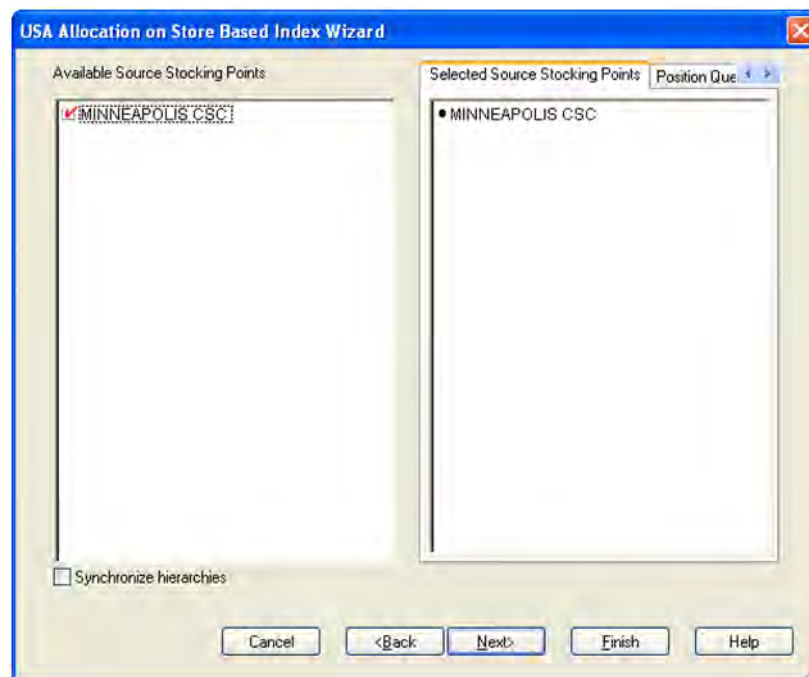 USA Allocation on Store Based Index Wizard
Available Source Stocking Points
Selected Source Stocking Points
Position Que
MINNEAPOLIS CSC
MINNEAPOLIS CSC
Synchronize hierarchies
Cancel
<Back
Next>
Finish
Help